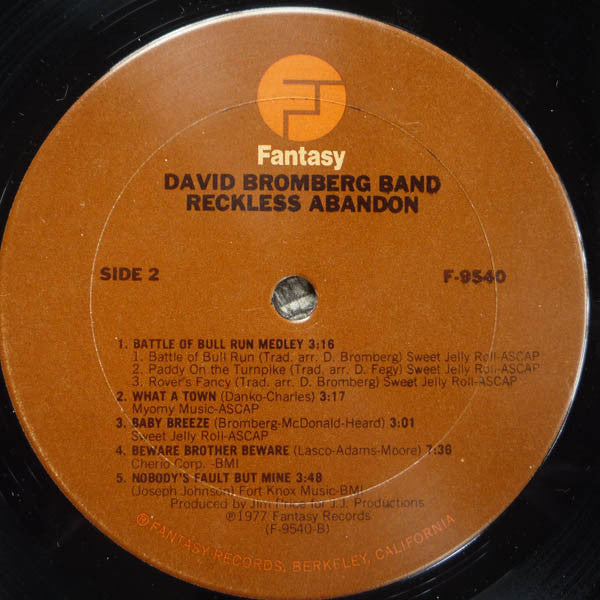 Fantasy
DAVID BROMBERG BAND
RECKLESS ABANDON
SIDE 2
F-9540
1. BATTLE OF BULL RUN MEDLEY 3:16
1. Battle of Bull Run (Trad. arr. D. Bromberg) Sweet Jelly Roll-ASCAP
2. Paddy On the Turnpike (Trad. arr. D. Fegy) Sweet Jelly Roll-ASCAP
3. Rover's Fancy (Trad. arr. D. Bromberg) Sweet Jelly Roll-ASCAP
2. WHAT A TOWN (Danko-Charles) 3:17
Myomy Music-ASCAP
3. BABY BREEZE (Bromberg-McDonald-Heard) 3:01
Sweet Jelly Roll-ASCAP
4. BEWARE BROTHER BEWARE (Lasco-Adams-Moore) 7:36
Cherio Corp. -BMI
5. NOBODY'S FAULT BUT MINE 3:48
(Joseph Johnson) Fort Knox Music-BMI
Produced by Jim Price for J.J. Productions
℗1977 Fantasy Records
(F-9540-B)
®FANTASY RECORDS, BERKELEY, CALIFORNIA